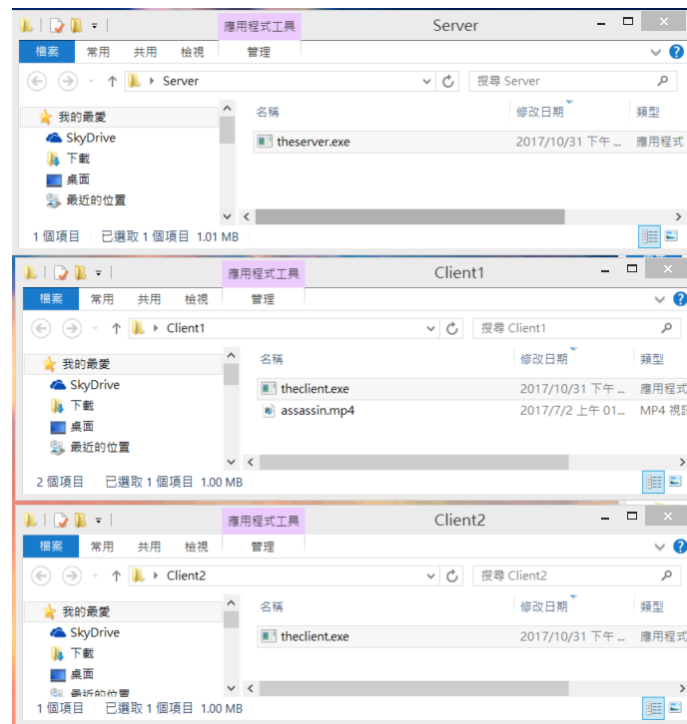 應用程式工具 Server
檔案 常用 共用 檢視 管理
Server 搜尋 Server
我的最愛 名稱 修改日期 類型
SkyDrive theserver.exe 2017/10/31 下午 ... 應用程式
下載
桌面
最近的位置
1 個項目 已選取 1 個項目 1.01 MB
應用程式工具 Client1
檔案 常用 共用 檢視 管理
Client1 搜尋 Client1
我的最愛 名稱 修改日期 類型
SkyDrive theclient.exe 2017/10/31 下午 ... 應用程式
下載 assassin.mp4 2017/7/2 上午 01... MP4 視訊
桌面
最近的位置
2 個項目 已選取 1 個項目 1.00 MB
應用程式工具 Client2
檔案 常用 共用 檢視 管理
Client2 搜尋 Client2
我的最愛 名稱 修改日期 類型
SkyDrive theclient.exe 2017/10/31 下午 ... 應用程式
下載
桌面
最近的位置
1 個項目 已選取 1 個項目 1.00 MB